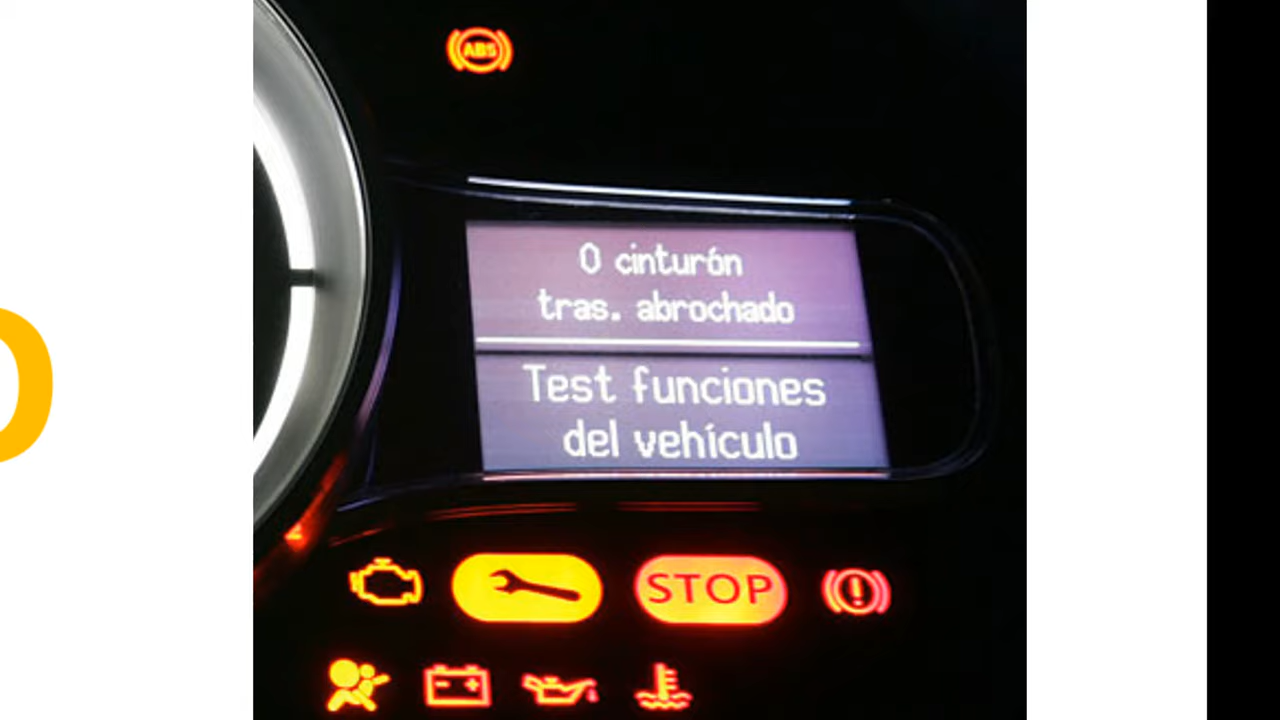 ABS
0 cinturón
tras. abrochado
Test funciones
del vehículo
STOP